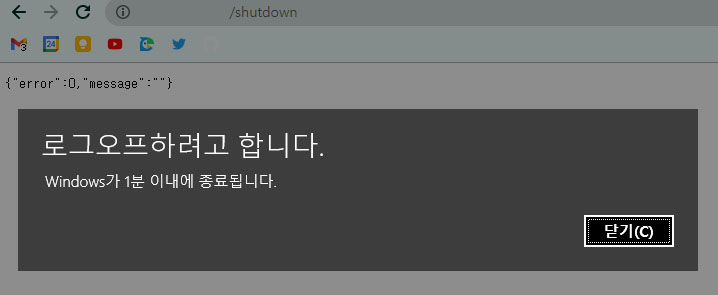 /shutdown
3
24
{"error":0,"message":""}
로그오프하려고 합니다.
Windows가 1분 이내에 종료됩니다.
닫기(C)